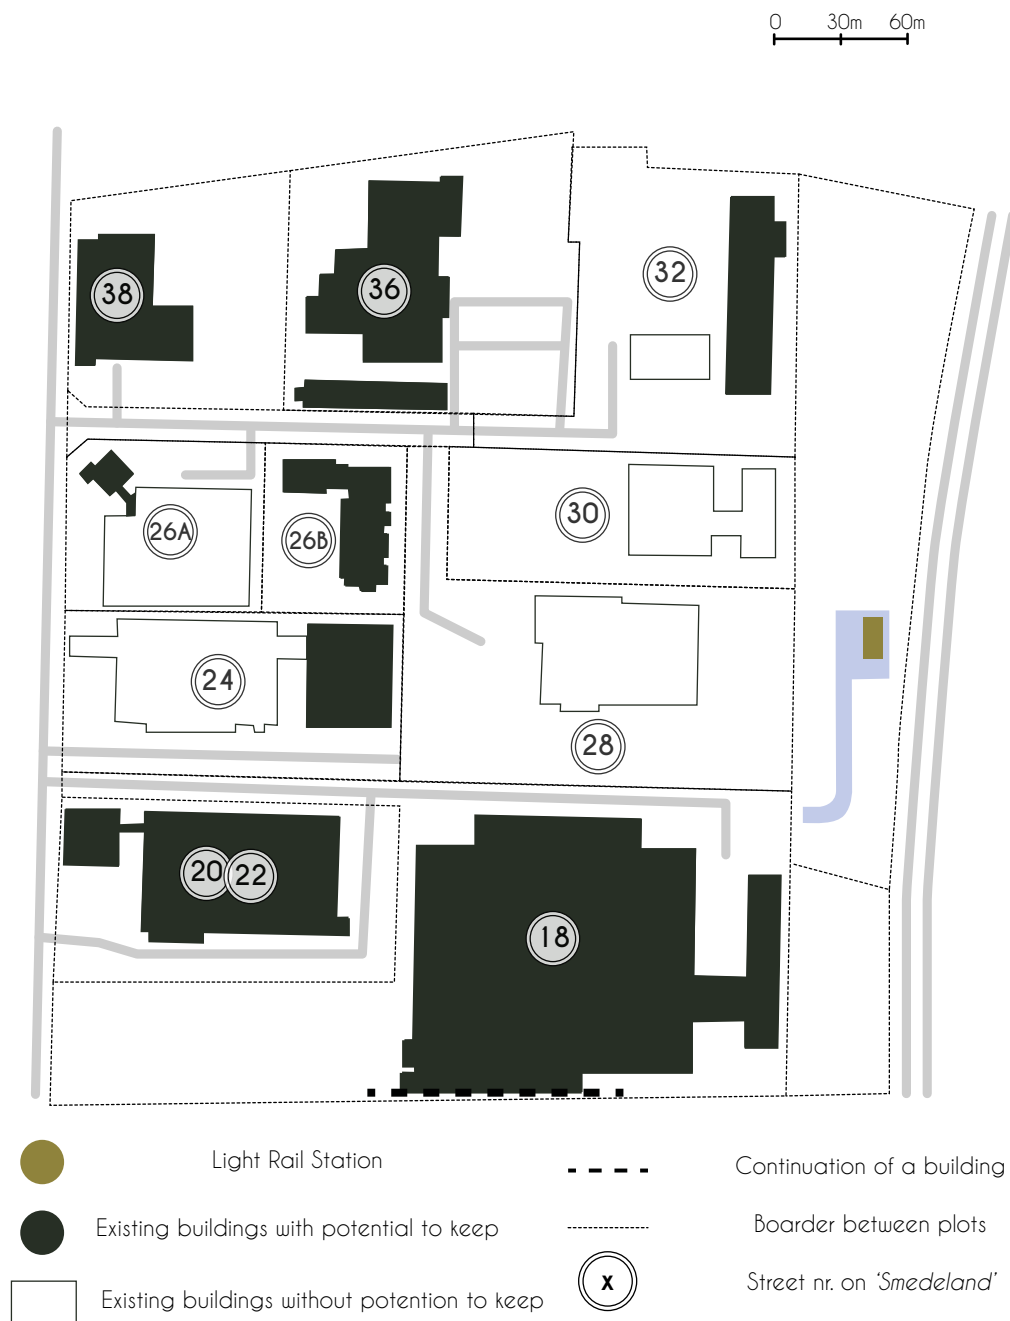 0 30m 60m
38
36
32
30
26A
26B
24
28
20 22
18
Light Rail Station
Continuation of a building
Existing buildings with potential to keep
Boarder between plots
x
Street nr. on ‘Smedeland’
Existing buildings without potention to keep